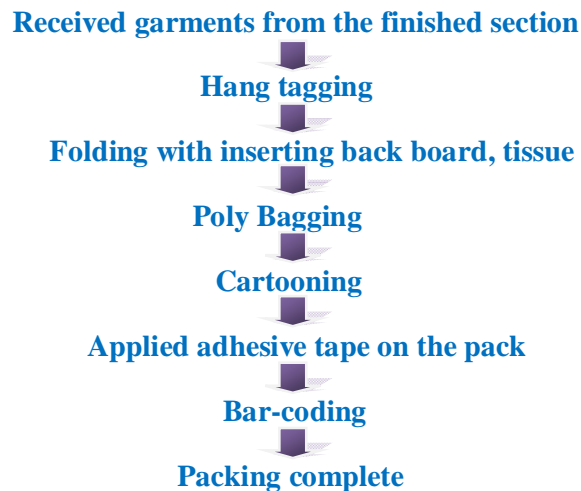 Received garments from the finished section
Hang tagging
Folding with inserting back board, tissue
Poly Bagging
Cartooning
Applied adhesive tape on the pack
Bar-coding
Packing complete